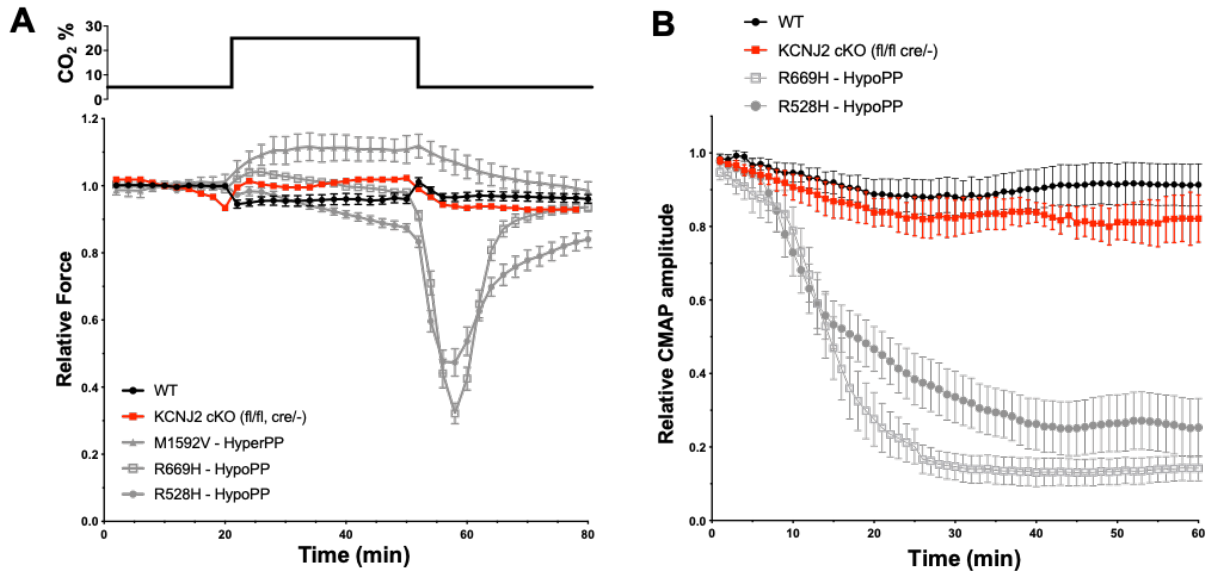 A
CO2 %
30
20
10
0
Relative Force
1.2
1.0
0.8
0.6
0.4
0.2
0.0
WT
KCNJ2 cKO (fl/fl, cre/-)
M1592V - HyperPP
R669H - HypoPP
R528H - HypoPP
0 20 40 60 80
Time (min)
B
WT
KCNJ2 cKO (fl/fl cre/-)
R669H - HypoPP
R528H - HypoPP
Relative CMAP amplitude
1.0
0.8
0.6
0.4
0.2
0.0
0 10 20 30 40 50 60
Time (min)